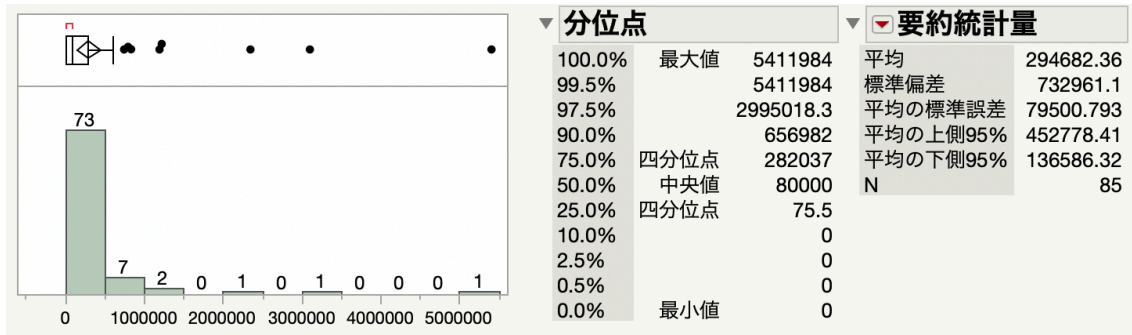 73
7
2
0
1
0
1
0
0
0
1
0 1000000 2000000 3000000 4000000 5000000
分位点
100.0% 最大値 5411984
99.5% 5411984
97.5% 2995018.3
90.0% 656982
75.0% 四分位点 282037
50.0% 中央値 80000
25.0% 四分位点 75.5
10.0% 0
2.5% 0
0.5% 0
0.0% 最小値 0
要約統計量
平均 294682.36
標準偏差 732961.1
平均の標準誤差 79500.793
平均の上側95% 452778.41
平均の下側95% 136586.32
N 85